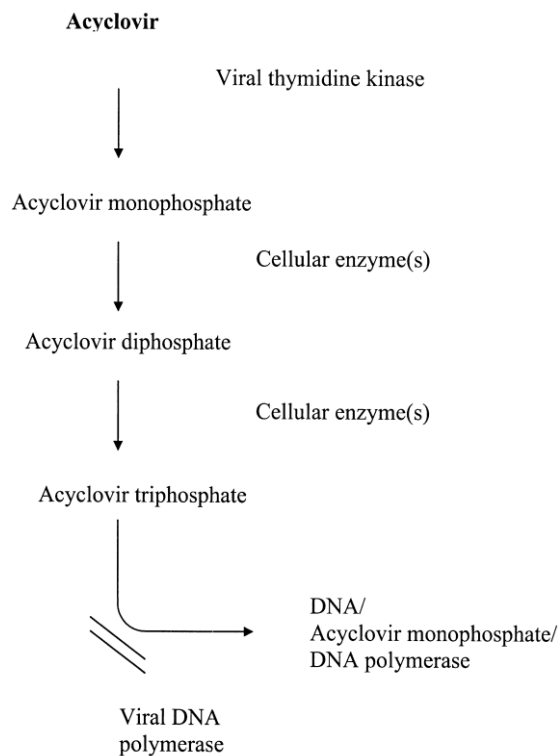 Acyclovir
Viral thymidine kinase
Acyclovir monophosphate
Cellular enzyme(s)
Acyclovir diphosphate
Cellular enzyme(s)
Acyclovir triphosphate
DNA/
Acyclovir monophosphate/
DNA polymerase
Viral DNA
polymerase